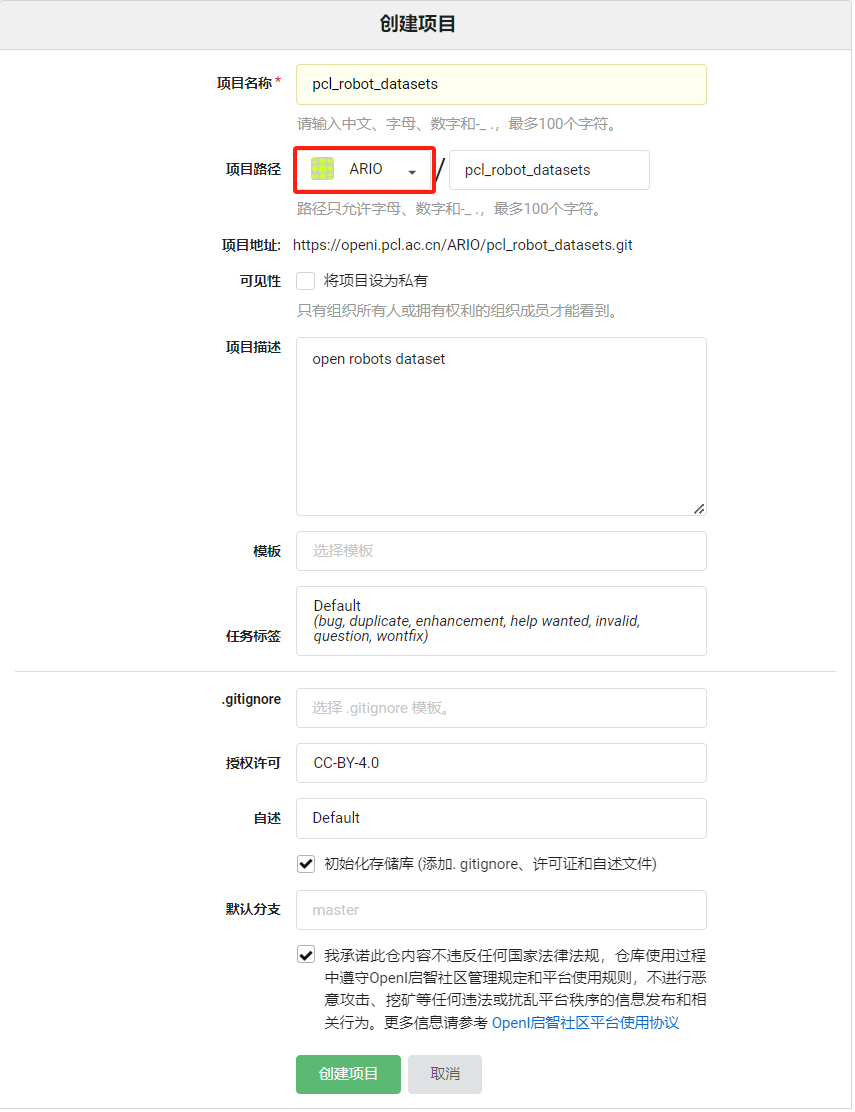 创建项目
项目名称*
pcl_robot_datasets
请输入中文、字母、数字和-_ .，最多100个字符。
项目路径
ARIO
/
pcl_robot_datasets
路径只允许字母、数字和-_ .，最多100个字符。
项目地址:
https://openi.pcl.ac.cn/ARIO/pcl_robot_datasets.git
可见性
将项目设为私有
只有组织所有人或拥有权利的组织成员才能看到。
项目描述
open robots dataset
模板
选择模板
任务标签
Default
(bug, duplicate, enhancement, help wanted, invalid,
question, wontfix)
.gitignore
选择 .gitignore 模板。
授权许可
CC-BY-4.0
自述
Default
初始化存储库 (添加. gitignore、许可证和自述文件)
默认分支
master
我承诺此仓内容不违反任何国家法律法规，仓库使用过程
中遵守OpenI启智社区管理规定和平台使用规则，不进行恶
意攻击、挖矿等任何违法或扰乱平台秩序的信息发布和相
关行为。更多信息请参考 OpenI启智社区平台使用协议
创建项目
取消